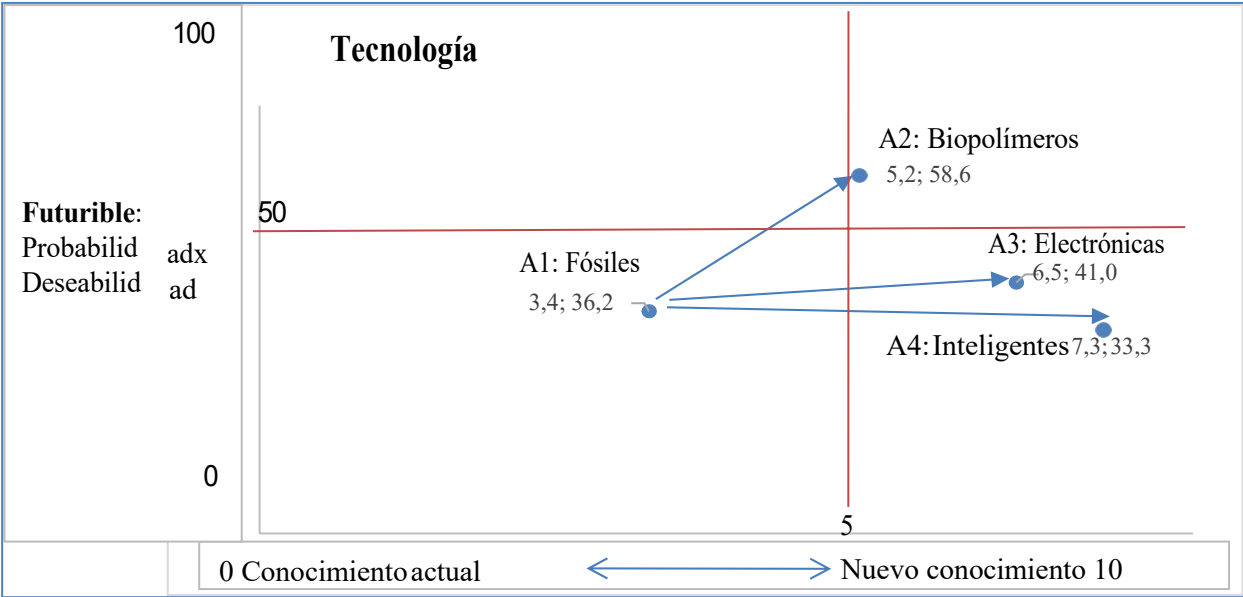 100
Tecnología
A2: Biopolímeros
5,2; 58,6
50
Futurible:
Probabilid adx
Deseabilid ad
A1: Fósiles
3,4; 36,2
A3: Electrónicas
6,5; 41,0
A4: Inteligentes 7,3;33,3
0
5
0 Conocimiento actual Nuevo conocimiento 10